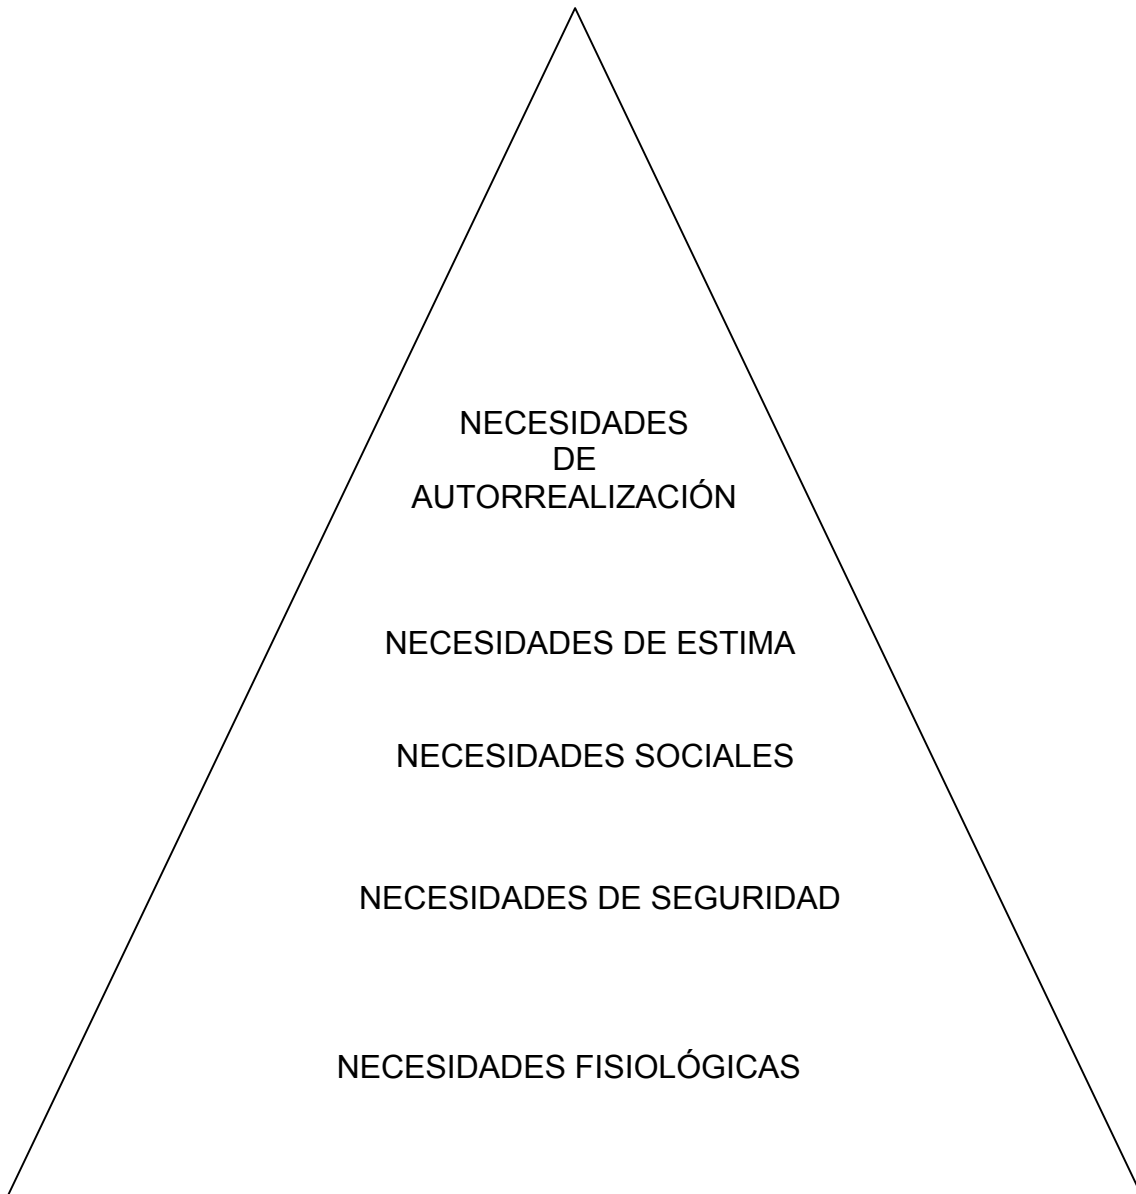 NECESIDADES
DE
AUTORREALIZACIÓN
NECESIDADES DE ESTIMA
NECESIDADES SOCIALES
NECESIDADES DE SEGURIDAD
NECESIDADES FISIOLÓGICAS